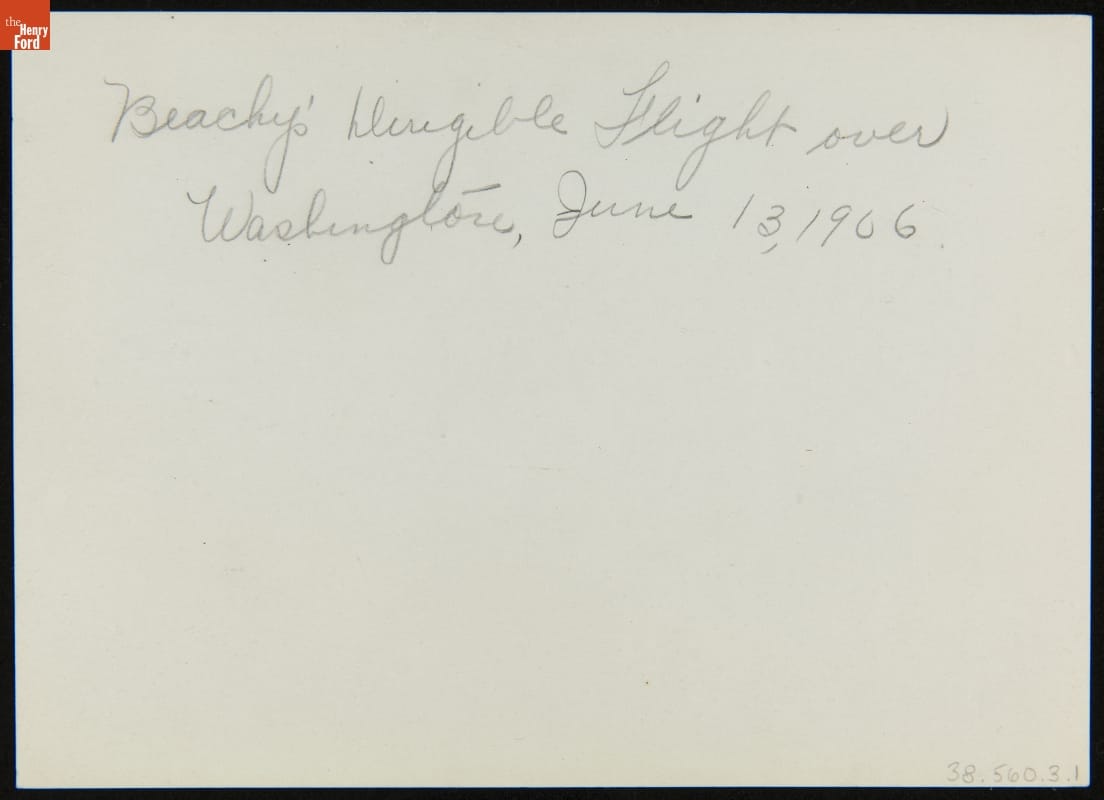 the
Henry
Ford
Beachy's Dirigible Flight over
Washington, June 13, 1906.
38.560.3.1